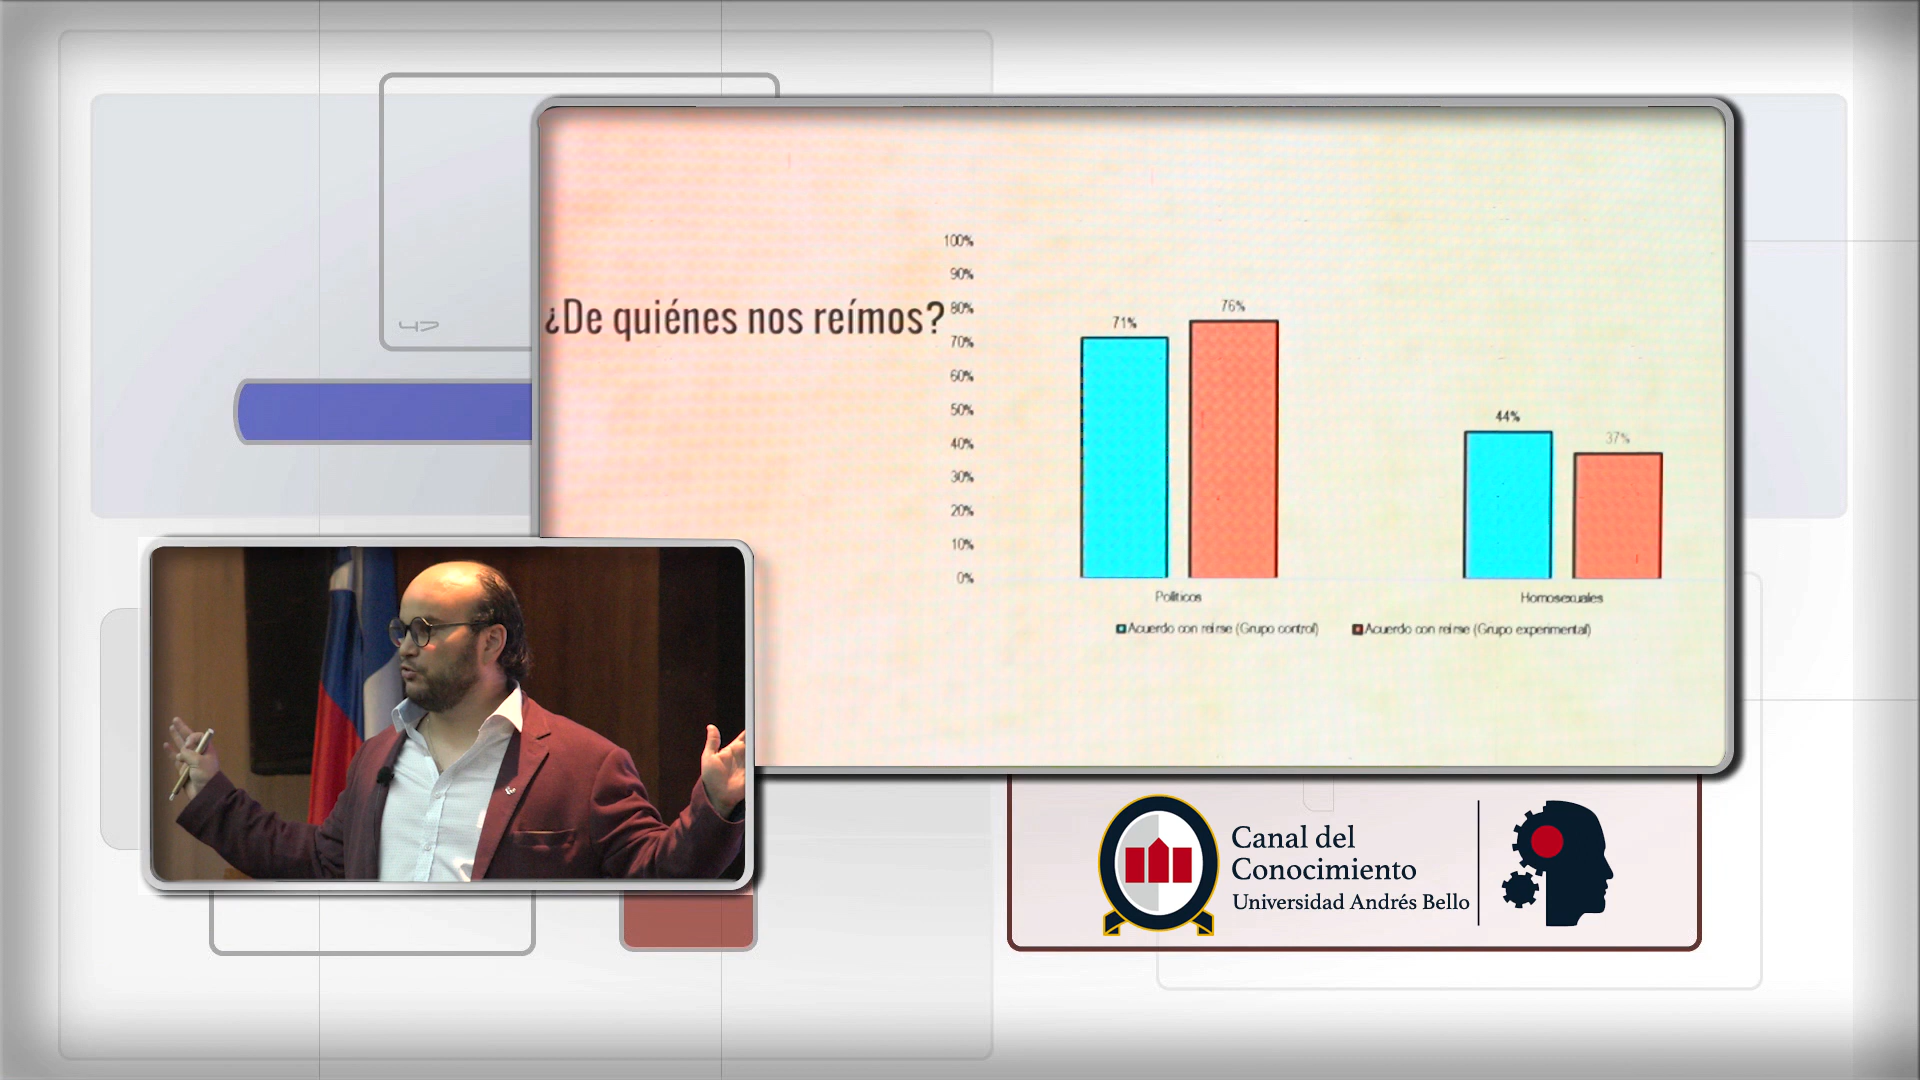 ¿De quiénes nos reímos?
100%
90%
80%
70%
60%
50%
40%
30%
20%
10%
0%
71%
76%
44%
37%
Políticos
Homosexuales
Acuerdo con reírse (Grupo control)
Acuerdo con reírse (Grupo experimental)
Canal del
Conocimiento
Universidad Andrés Bello